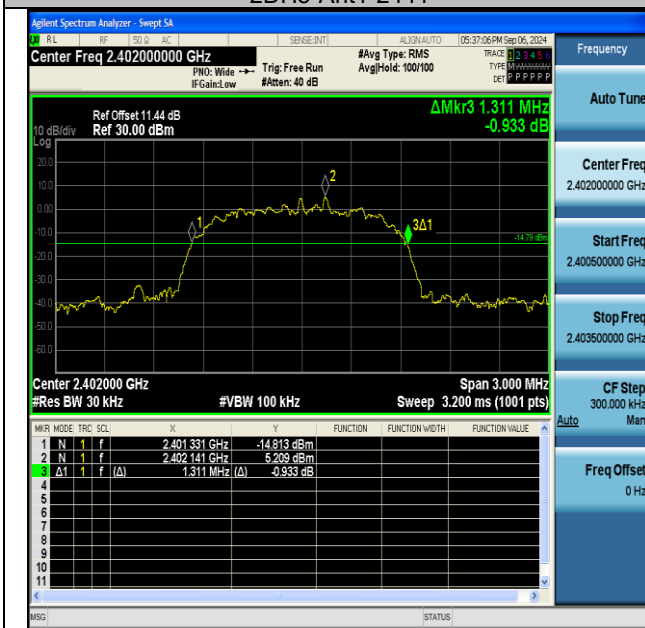 Agilent Spectrum Analyzer - Swept SA
RL RF 50 Ω AC SENSE:INT ALIGN AUTO 05:37:06 PM Sep 06, 2024
Center Freq 2.402000000 GHz
PNO: Wide
IFGain:Low
Trig: Free Run
#Atten: 40 dB
#Avg Type: RMS
Avg|Hold: 100/100
TRACE 1 2 3 4 5 6
TYPE
DET P P P P P P
Ref Offset 11.44 dB
Ref 30.00 dBm
10 dB/div
Log
ΔMkr3 1.311 MHz
-0.933 dB
20.0
10.0
0.00
-10.0
-20.0
-30.0
-40.0
-50.0
-60.0
1
2
3Δ1
-14.79 dBm
Center 2.402000 GHz
Span 3.000 MHz
#Res BW 30 kHz
#VBW 100 kHz
Sweep 3.200 ms (1001 pts)
MKR MODE TRC SCL X Y FUNCTION FUNCTION WIDTH FUNCTION VALUE
1 N 1 f 2.401 331 GHz -14.813 dBm
2 N 1 f 2.402 141 GHz 5.209 dBm
3 Δ1 1 f (Δ) 1.311 MHz (Δ) -0.933 dB
4
5
6
7
8
9
10
11
MSG
STATUS
Frequency
Auto Tune
Center Freq
2.402000000 GHz
Start Freq
2.400500000 GHz
Stop Freq
2.403500000 GHz
CF Step
300.000 kHz
Auto Man
Freq Offset
0 Hz